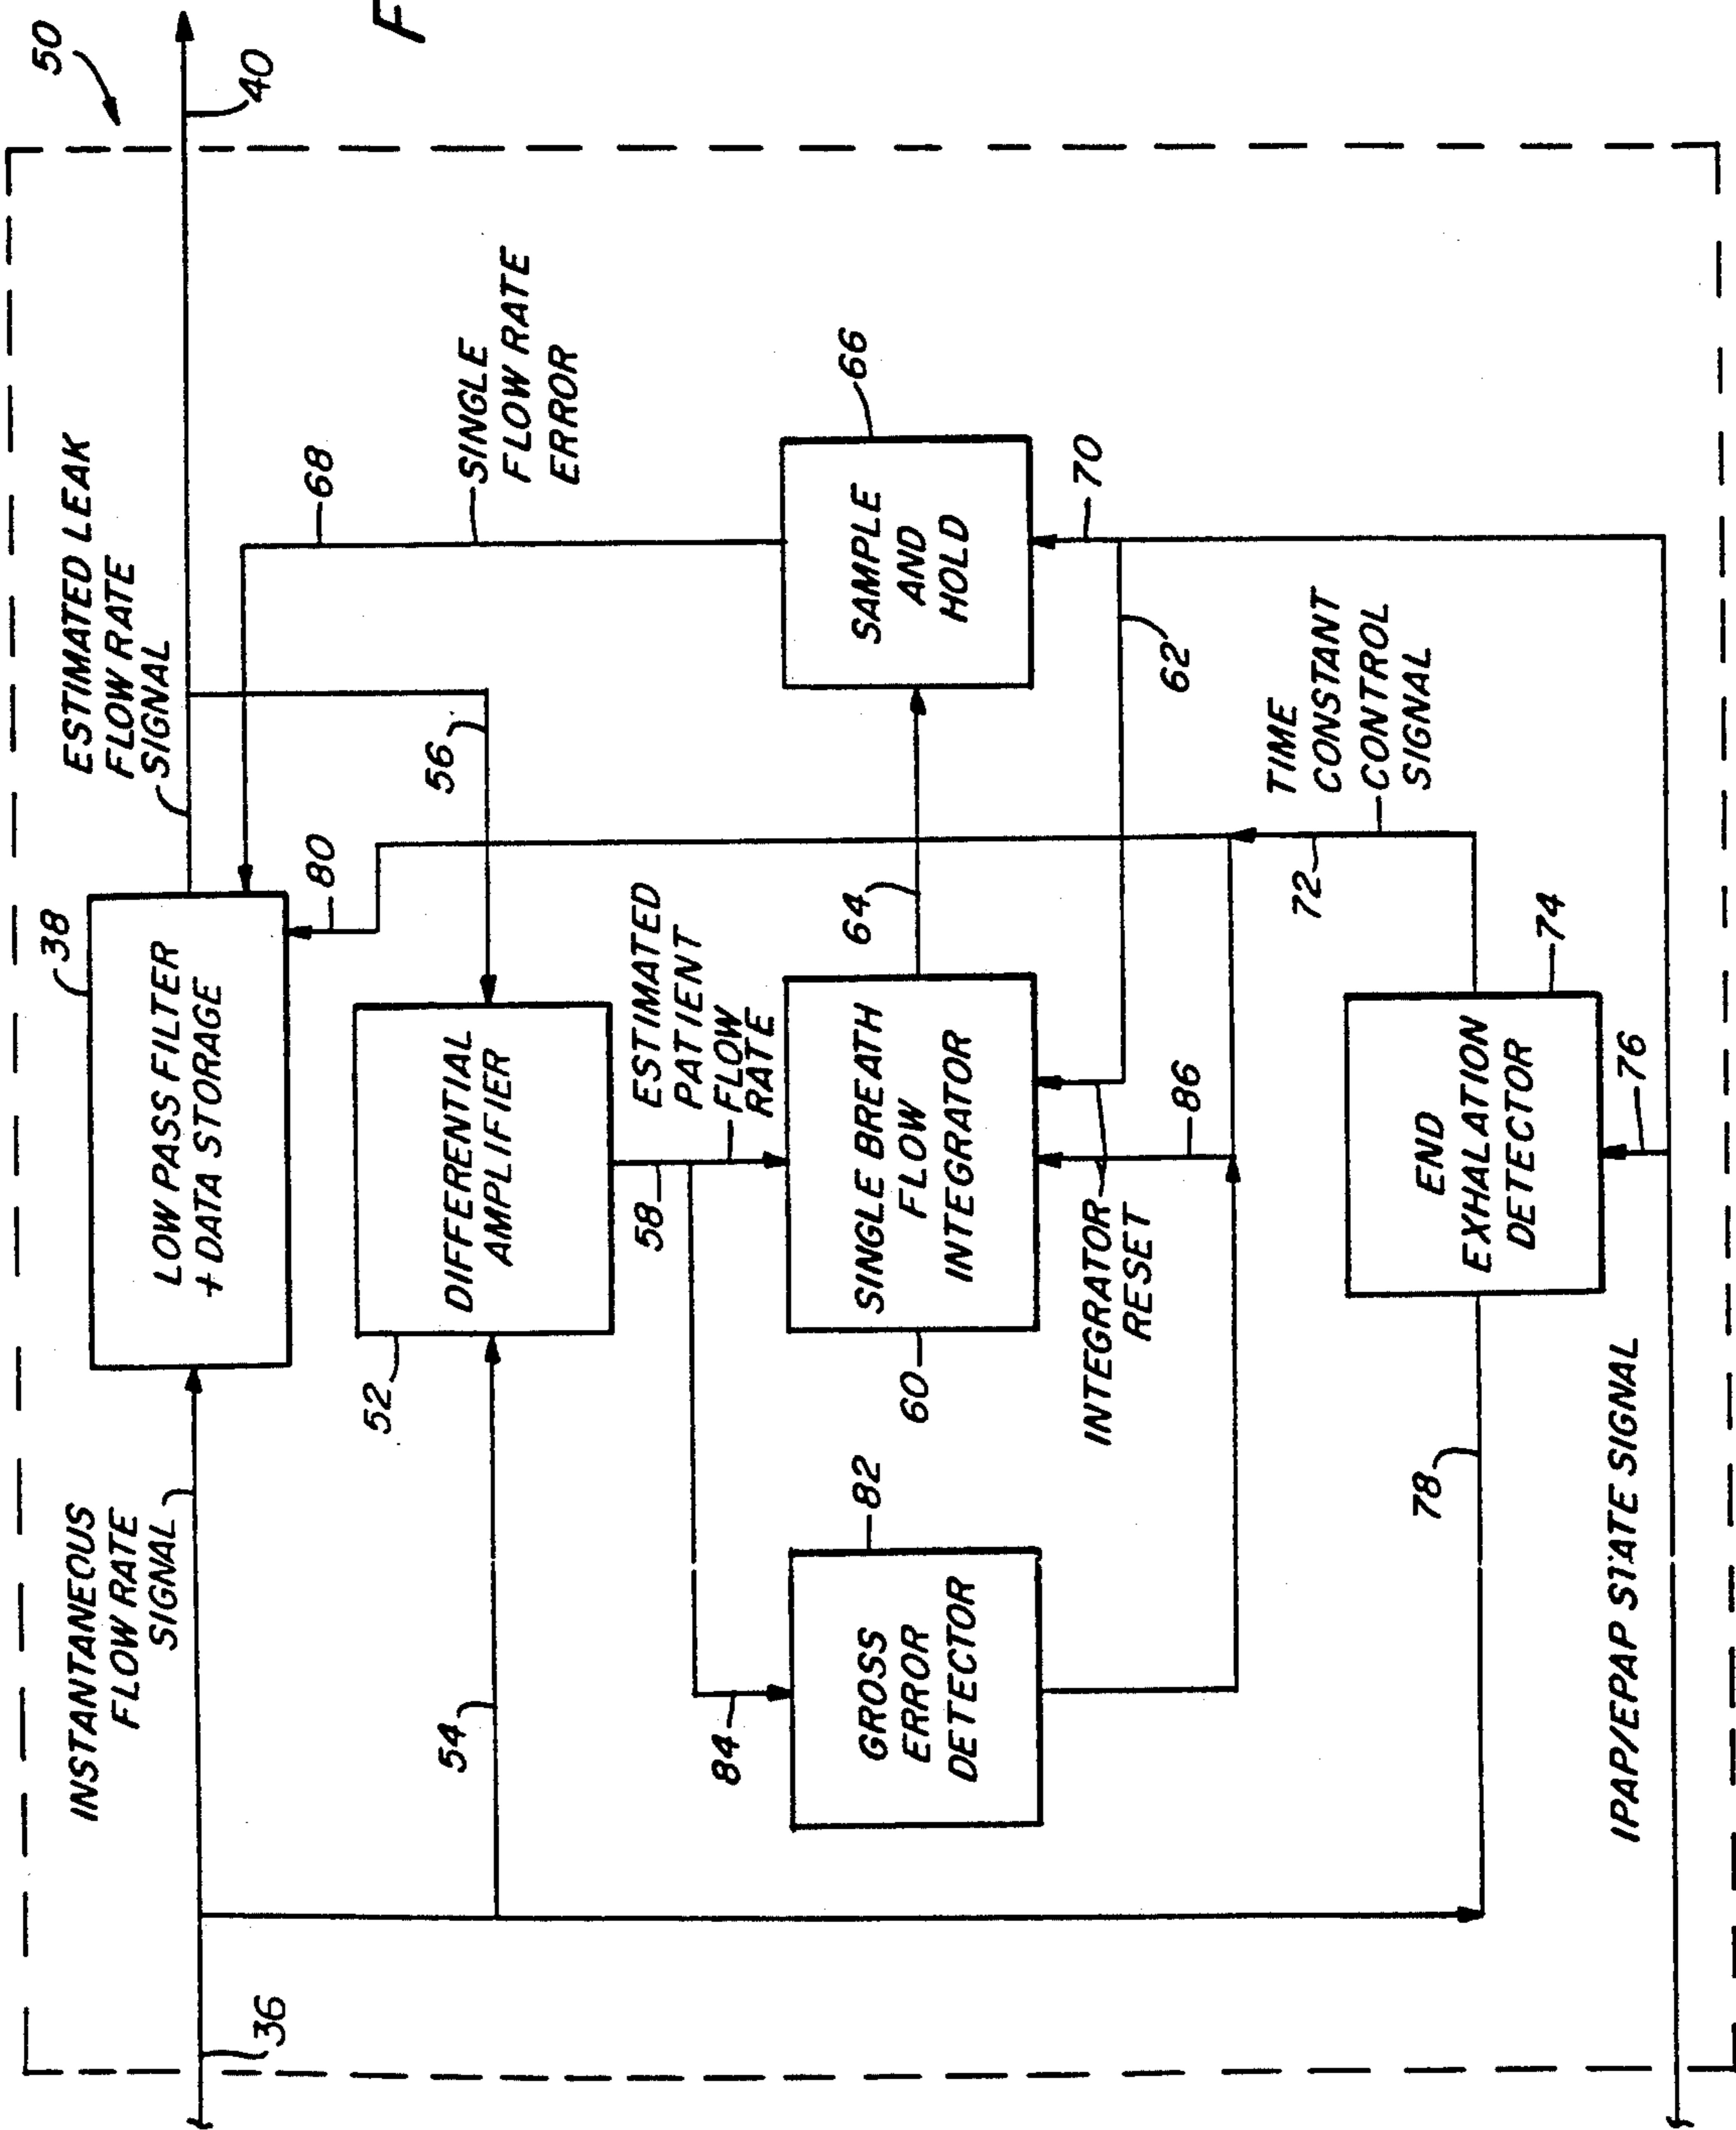 F
50
40
ESTIMATED LEAK
FLOW RATE
SIGNAL
INSTANTANEOUS
FLOW RATE
SIGNAL
36
38
LOW PASS FILTER
+ DATA STORAGE
80
68
SINGLE
FLOW RATE
ERROR
56
54
52
DIFFERENTIAL
AMPLIFIER
58
ESTIMATED
PATIENT
FLOW
RATE
84
82
GROSS
ERROR
DETECTOR
60
SINGLE BREATH
FLOW
INTEGRATOR
64
SAMPLE
AND
HOLD
66
70
62
86
INTEGRATOR
RESET
TIME
CONSTANT
CONTROL
SIGNAL
72
74
END
EXHALATION
DETECTOR
78
76
IPAP/EPAP STATE SIGNAL